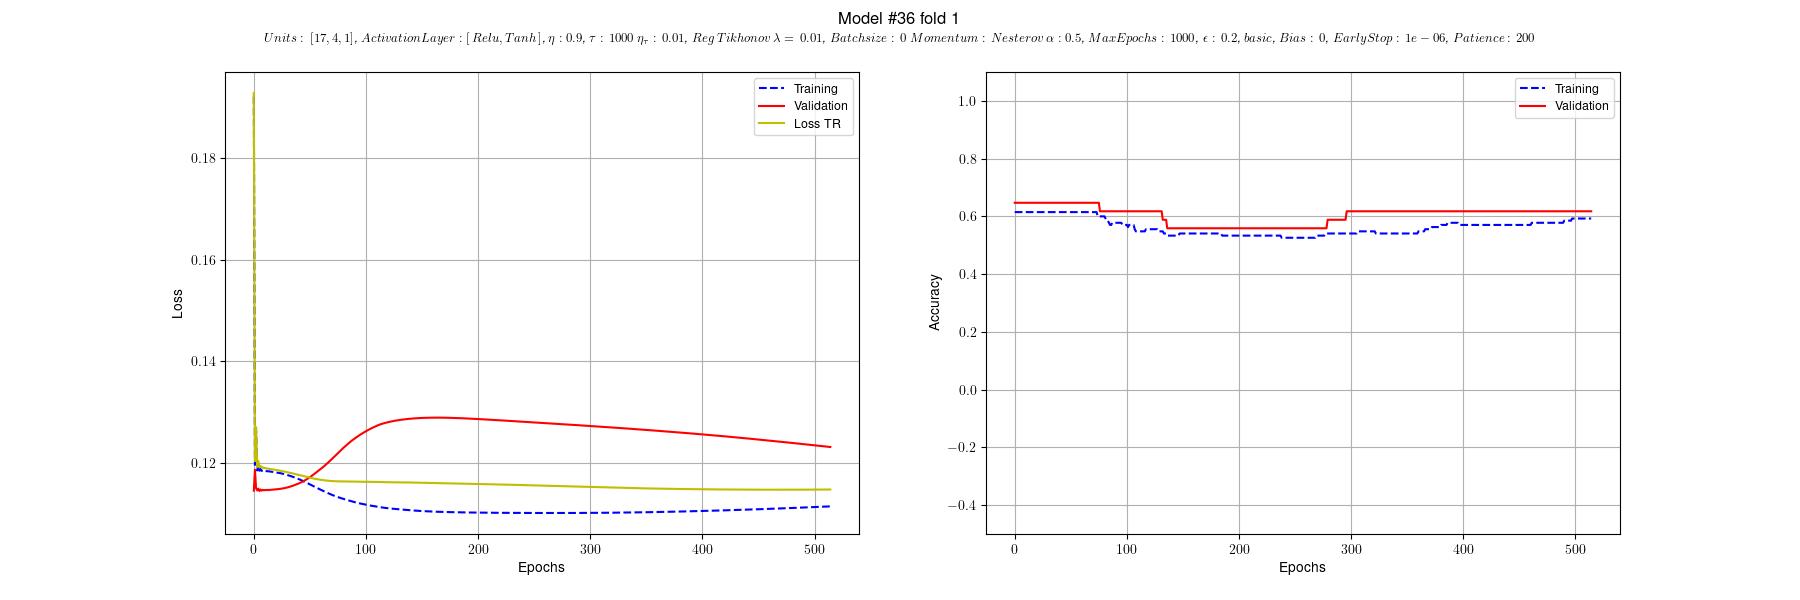 Model #36 fold 1
Units : [17, 4, 1], ActivationLayer : [ Relu, Tanh ], η : 0.9, τ : 1000 η_τ : 0.01, Reg Tikhonov λ = 0.01, Batchsize : 0 Momentum : Nesterov α : 0.5, MaxEpochs : 1000, ϵ : 0.2, basic, Bias : 0, EarlyStop : 1e − 06, Patience : 200
Training
Validation
Loss TR
0.18
0.16
0.14
0.12
Loss
0 100 200 300 400 500
Epochs
Training
Validation
1.0
0.8
0.6
0.4
0.2
0.0
−0.2
−0.4
Accuracy
0 100 200 300 400 500
Epochs